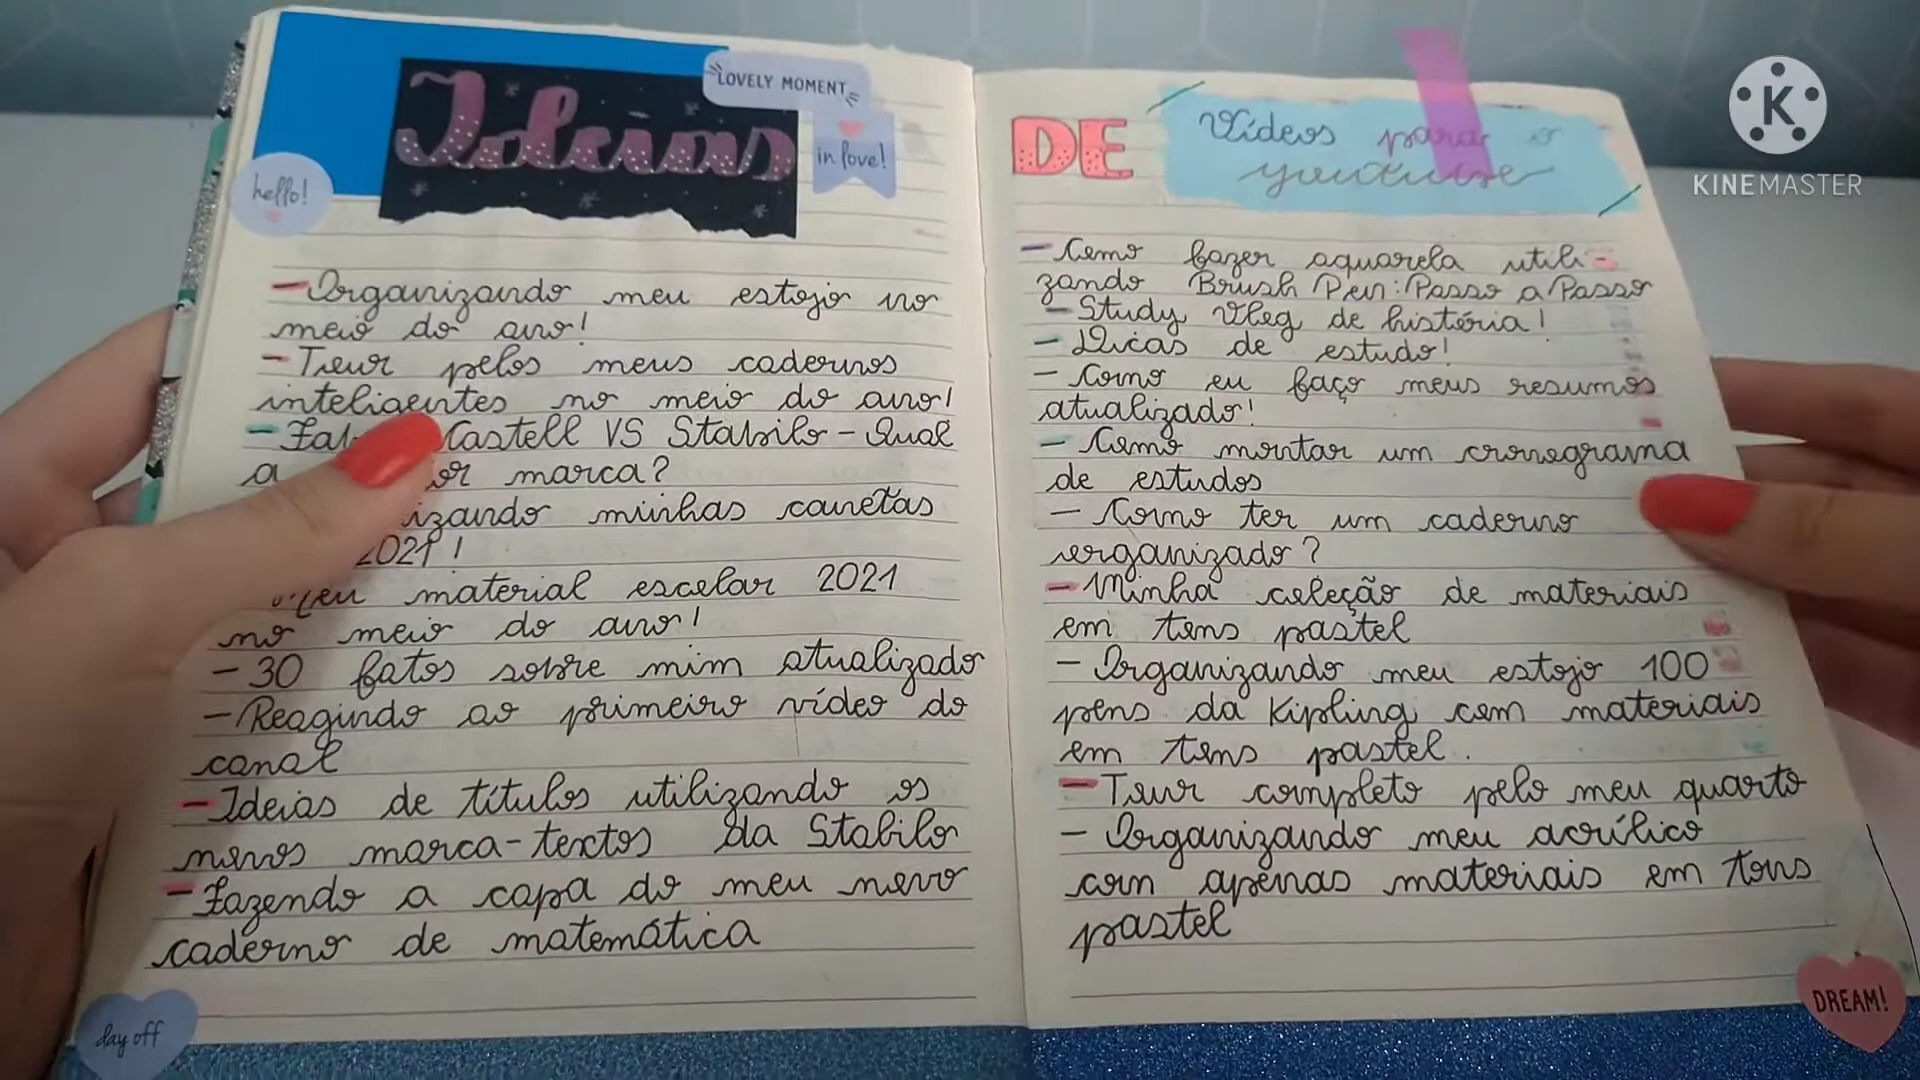 Ideias
LOVELY MOMENT
in love!
hello!
- Organizando meu estojo no
meio do ano!
- Tour pelos meus cadernos
inteligentes no meio do ano!
- Castell VS Stabilo - Qual
a marca?
minhas canetas
2021!
Meu material escolar 2021
no meio do ano!
- 30 fatos sobre mim atualizado
- Reagindo ao primeiro vídeo do
canal
- Ideias de títulos utilizando os
novos marca-textos da Stabilo
- Fazendo a capa do meu novo
caderno de matemática
day off
DE
Vídeos para o
youtube
- Como fazer aquarela utili-
zando Brush Pen: Passo a Passo
- Study Vlog de história!
- Dicas de estudo!
- Como eu faço meus resumos
atualizado!
- Como montar um cronograma
de estudos
- Como ter um caderno
organizado?
- Minha coleção de materiais
em tons pastel
- Organizando meu estojo 100
pens da Kipling com materiais
em tons pastel.
- Tour completo pelo meu quarto
- Organizando meu acrílico
com apenas materiais em tons
pastel
DREAM!
K
KINEMASTER